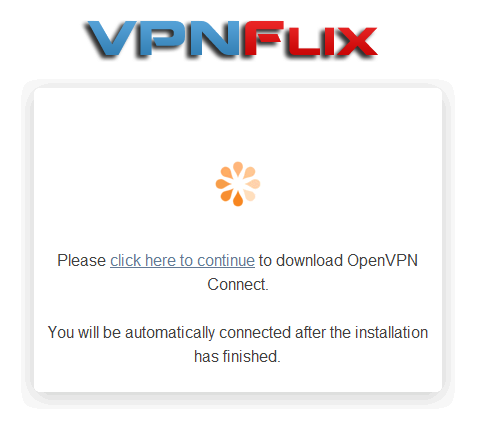 VPNFLIX
Please click here to continue to download OpenVPN
Connect.
You will be automatically connected after the installation
has finished.